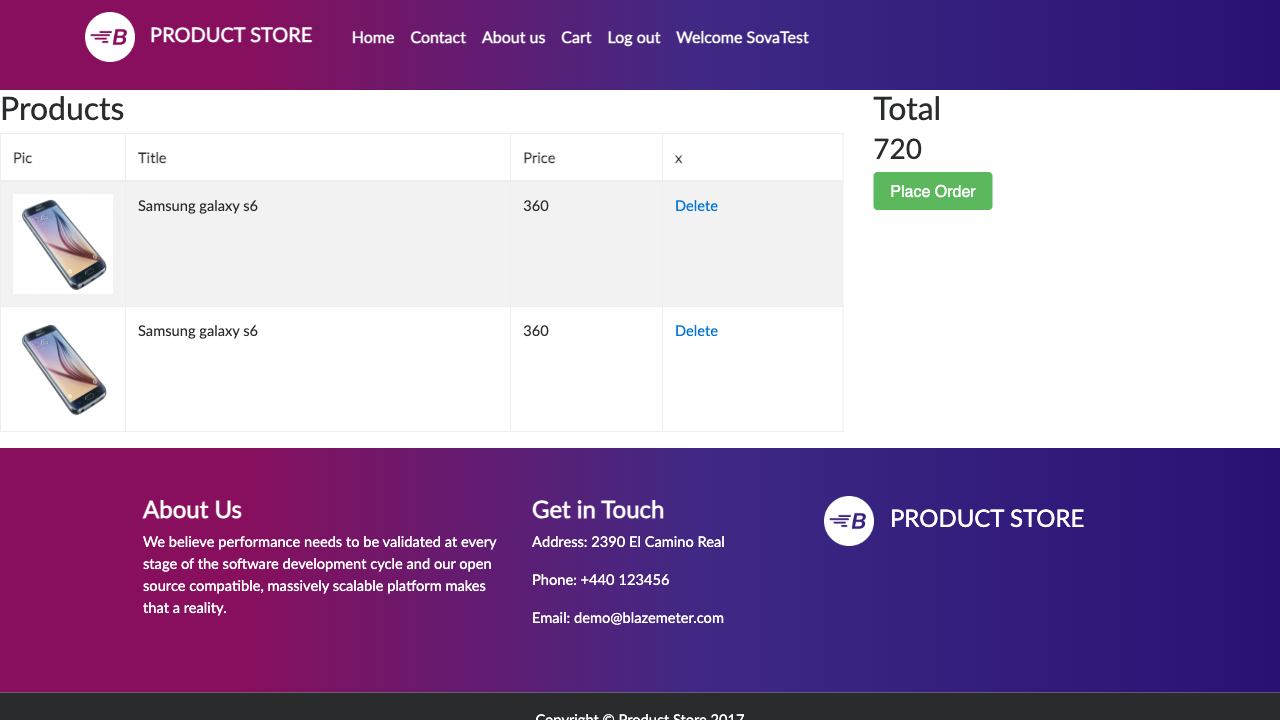 B PRODUCT STORE Home Contact About us Cart Log out Welcome SovaTest
Products
Total
Pic Title Price x
720
Place Order
Samsung galaxy s6 360 Delete
Samsung galaxy s6 360 Delete
About Us
We believe performance needs to be validated at every
stage of the software development cycle and our open
source compatible, massively scalable platform makes
that a reality.
Get in Touch
Address: 2390 El Camino Real
Phone: +440 123456
Email: demo@blazemeter.com
B PRODUCT STORE
Copyright © Product Store 2017